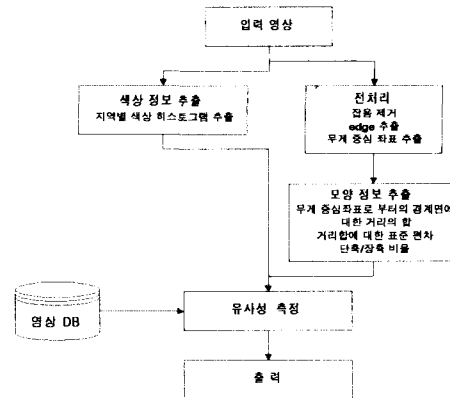 입력 영상
색상 정보 추출
지역별 색상 히스토그램 추출
전처리
잡음 제거
edge 추출
무게 중심 좌표 추출
모양 정보 추출
무게 중심좌표로 부터의 경계면에
대한 거리의 합
거리합에 대한 표준 편차
단축/장축 비율
영상 DB
유사성 측정
출 력